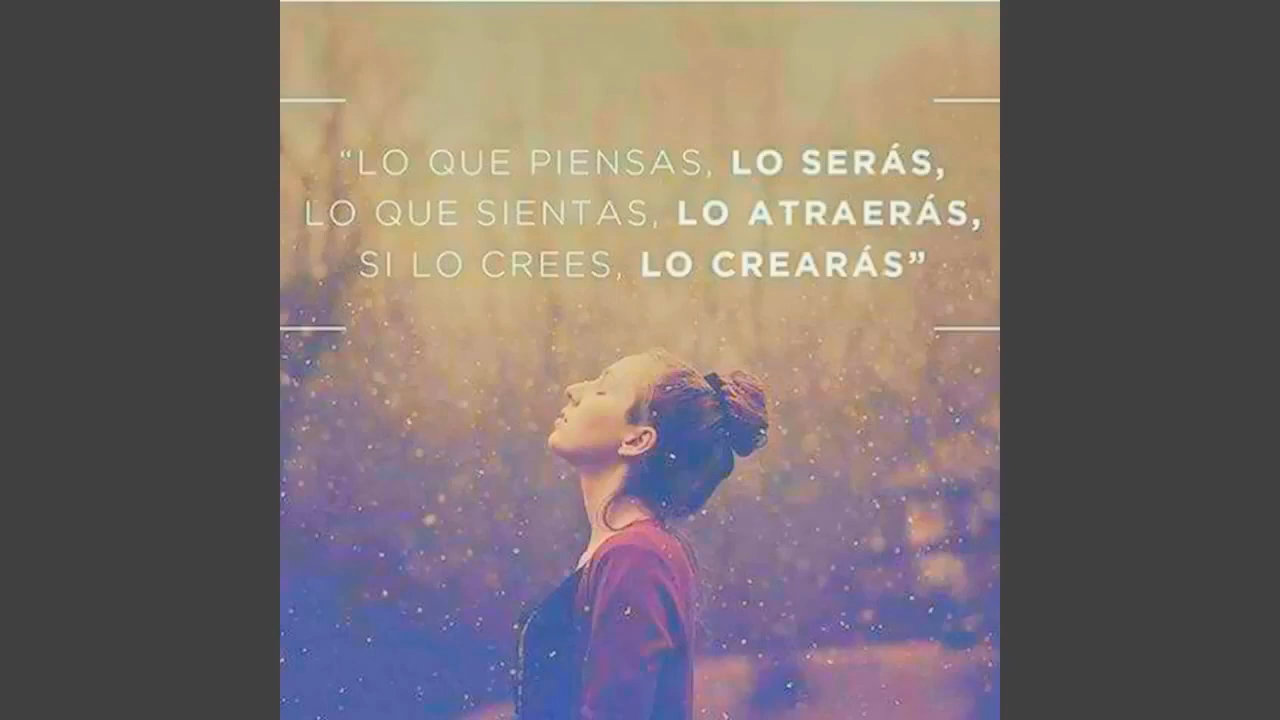 “LO QUE PIENSAS, LO SERÁS,
LO QUE SIENTAS, LO ATRAERÁS,
SI LO CREES, LO CREARÁS”